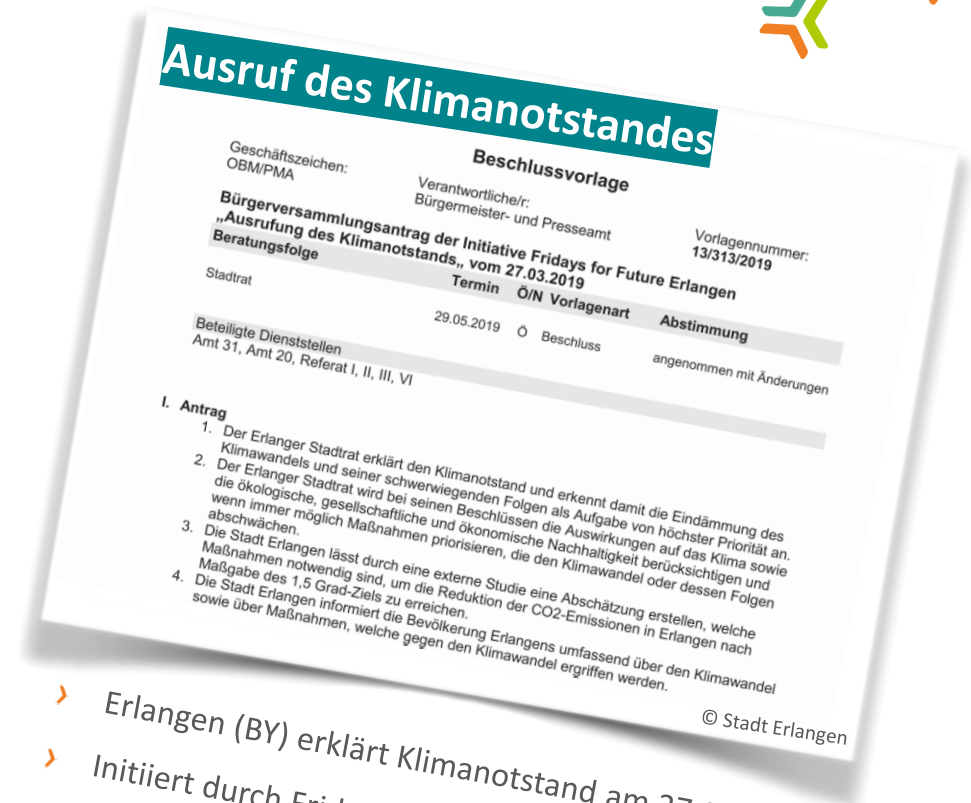 Ausruf des Klimanotstandes
Beschlussvorlage
Geschäftszeichen:
OBM/PMA
Verantwortliche/r:
Bürgermeister- und Presseamt
Vorlagennummer:
13/313/2019
Bürgerversammlungsantrag der Initiative Fridays for Future Erlangen
„Ausrufung des Klimanotstands„ vom 27.03.2019
Beratungsfolge Termin Ö/N Vorlagenart Abstimmung
Stadtrat 29.05.2019 Ö Beschluss angenommen mit Änderungen
Beteiligte Dienststellen
Amt 31, Amt 20, Referat I, II, III, VI
I. Antrag
1. Der Erlanger Stadtrat erklärt den Klimanotstand und erkennt damit die Eindämmung des
Klimawandels und seiner schwerwiegenden Folgen als Aufgabe von höchster Priorität an.
2. Der Erlanger Stadtrat wird bei seinen Beschlüssen die Auswirkungen auf das Klima sowie
die ökologische, gesellschaftliche und ökonomische Nachhaltigkeit berücksichtigen und
wenn immer möglich Maßnahmen priorisieren, die den Klimawandel oder dessen Folgen
abschwächen.
3. Die Stadt Erlangen lässt durch eine externe Studie eine Abschätzung erstellen, welche
Maßnahmen notwendig sind, um die Reduktion der CO2-Emissionen in Erlangen nach
Maßgabe des 1,5 Grad-Ziels zu erreichen.
4. Die Stadt Erlangen informiert die Bevölkerung Erlangens umfassend über den Klimawandel
sowie über Maßnahmen, welche gegen den Klimawandel ergriffen werden.
© Stadt Erlangen
Erlangen (BY) erklärt Klimanotstand am
Initiiert durch